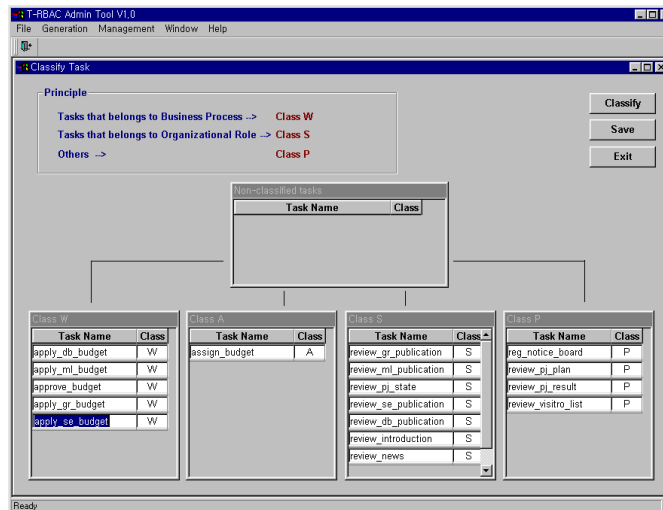 T-RBAC Admin Tool V1,0
File Generation Management Window Help
Classify Task
Principle
Tasks that belongs to Business Process --> Class W
Tasks that belongs to Organizational Role --> Class S
Others --> Class P
Classify
Save
Exit
Non-classified tasks
Task Name Class
Class W
Task Name Class
apply_db_budget W
apply_ml_budget W
approve_budget W
apply_gr_budget W
apply_se_budget W
Class A
Task Name Class
assign_budget A
Class S
Task Name Class
review_gr_publication S
review_ml_publication S
review_pj_state S
review_se_publication S
review_db_publication S
review_introduction S
review_news S
Class P
Task Name Class
reg_notice_board P
review_pj_plan P
review_pj_result P
review_visitro_list P
Ready